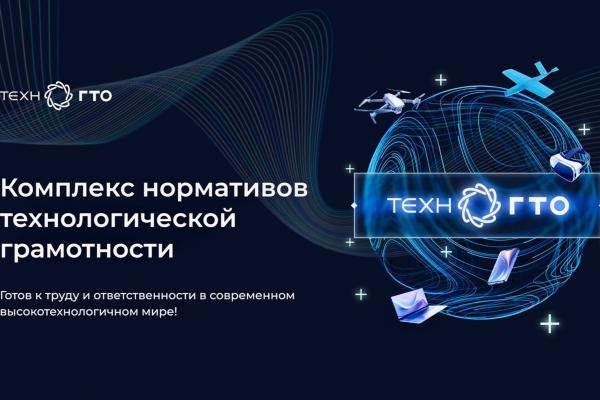 ТЕХН ГТО
Комплекс нормативов
технологической
грамотности
Готов к труду и ответственности в современном
высокотехнологичном мире!
ТЕХН ГТО